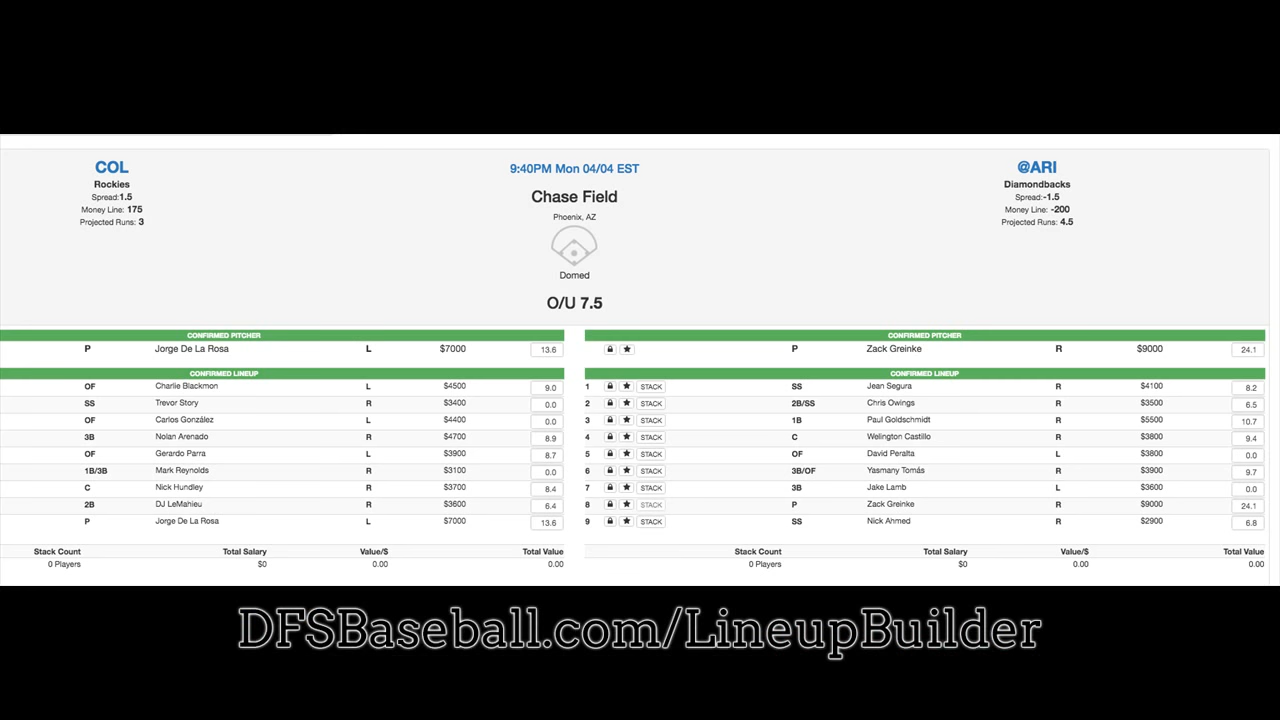 COL
Rockies
Spread:1.5
Money Line: 175
Projected Runs: 3
9:40PM Mon 04/04 EST
Chase Field
Phoenix, AZ
Domed
O/U 7.5
@ARI
Diamondbacks
Spread:-1.5
Money Line: -200
Projected Runs: 4.5
CONFIRMED PITCHER
P Jorge De La Rosa L $7000 13.6
CONFIRMED LINEUP
OF Charlie Blackmon L $4500 9.0
SS Trevor Story R $3400 0.0
OF Carlos González L $4400 0.0
3B Nolan Arenado R $4700 8.9
OF Gerardo Parra L $3900 8.7
1B/3B Mark Reynolds R $3100 0.0
C Nick Hundley R $3700 8.4
2B DJ LeMahieu R $3600 6.4
P Jorge De La Rosa L $7000 13.6
Stack Count Total Salary Value/$ Total Value
0 Players $0 0.00 0.00
CONFIRMED PITCHER
P Zack Greinke R $9000 24.1
CONFIRMED LINEUP
1 STACK SS Jean Segura R $4100 8.2
2 STACK 2B/SS Chris Owings R $3500 6.5
3 STACK 1B Paul Goldschmidt R $5500 10.7
4 STACK C Welington Castillo R $3800 9.4
5 STACK OF David Peralta L $3800 0.0
6 STACK 3B/OF Yasmany Tomás R $3900 9.7
7 STACK 3B Jake Lamb L $3600 0.0
8 STACK P Zack Greinke R $9000 24.1
9 STACK SS Nick Ahmed R $2900 6.8
Stack Count Total Salary Value/$ Total Value
0 Players $0 0.00 0.00
DFSBaseball.com/LineupBuilder